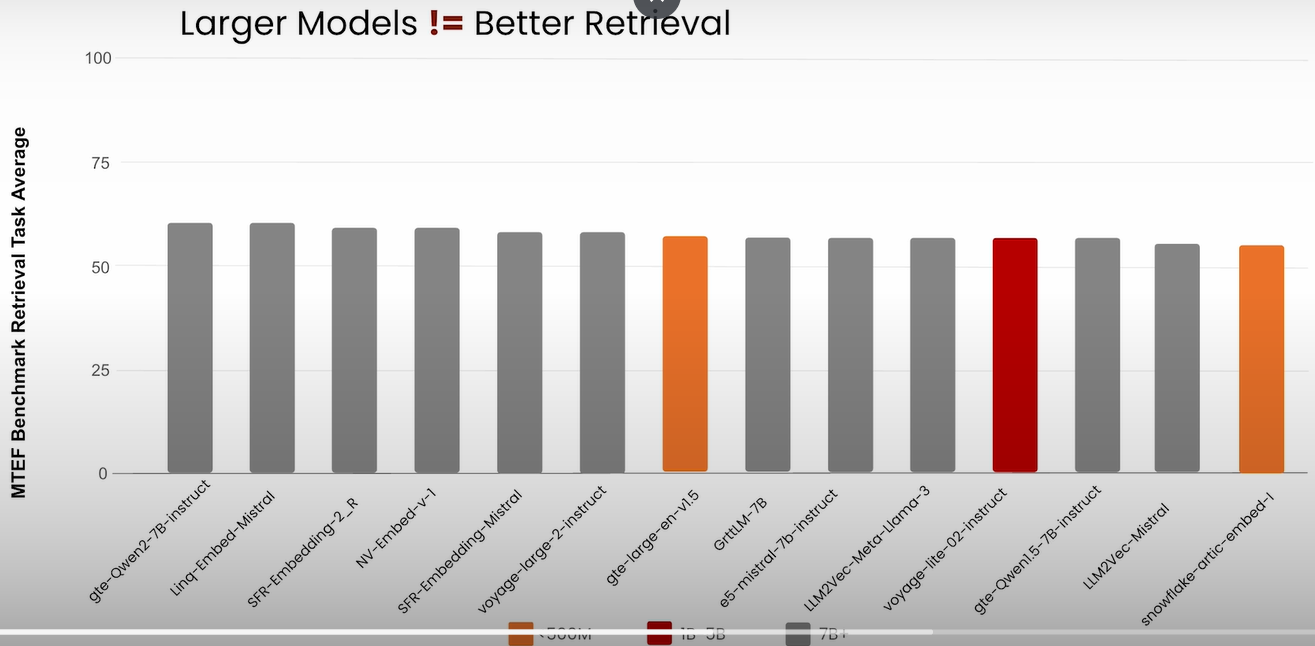 Larger Models != Better Retrieval
MTEF Benchmark Retrieval Task Average
100
75
50
25
0
gte-Qwen2-7B-instruct
Linq-Embed-Mistral
SFR-Embedding-2_R
NV-Embed-v-1
SFR-Embedding-Mistral
voyage-large-2-instruct
gte-large-en-v1.5
GrttLM-7B
e5-mistral-7b-instruct
LLM2Vec-Meta-Llama-3
voyage-lite-02-instruct
gte-Qwen1.5-7B-instruct
LLM2Vec-Mistral
snowflake-artic-embed-l
<500M 1B-5B 7B+